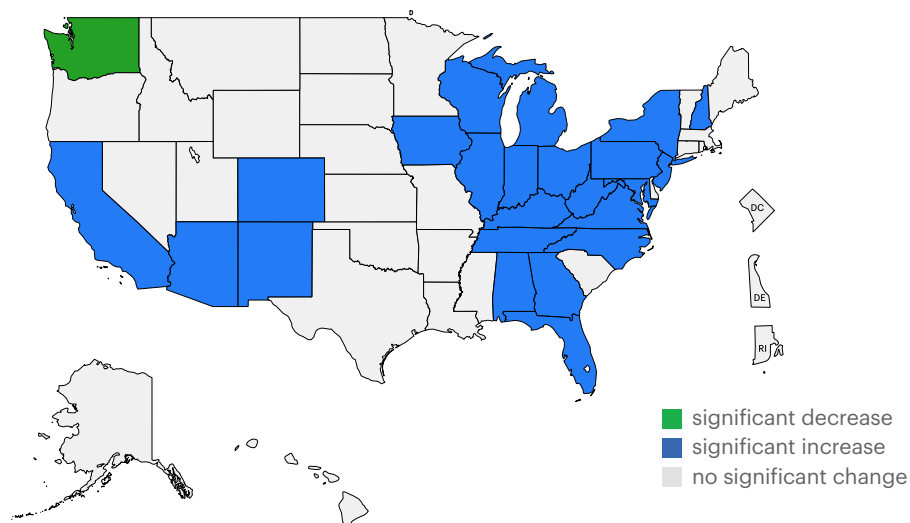 DC
DE
RI
significant decrease
significant increase
no significant change